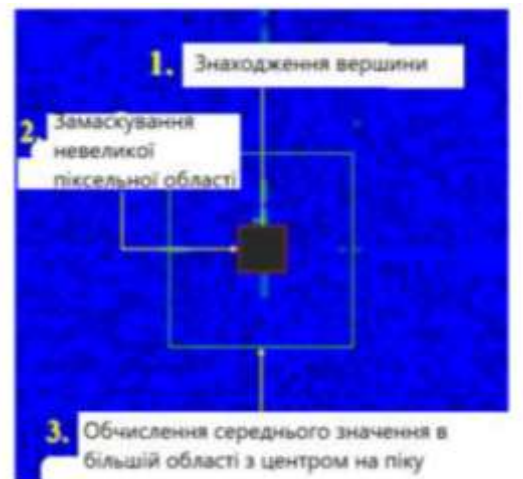 1. Знаходження вершини
2. Замаскування
невеликої
піксельної області
3. Обчислення середнього значення в
більшій області з центром на піку